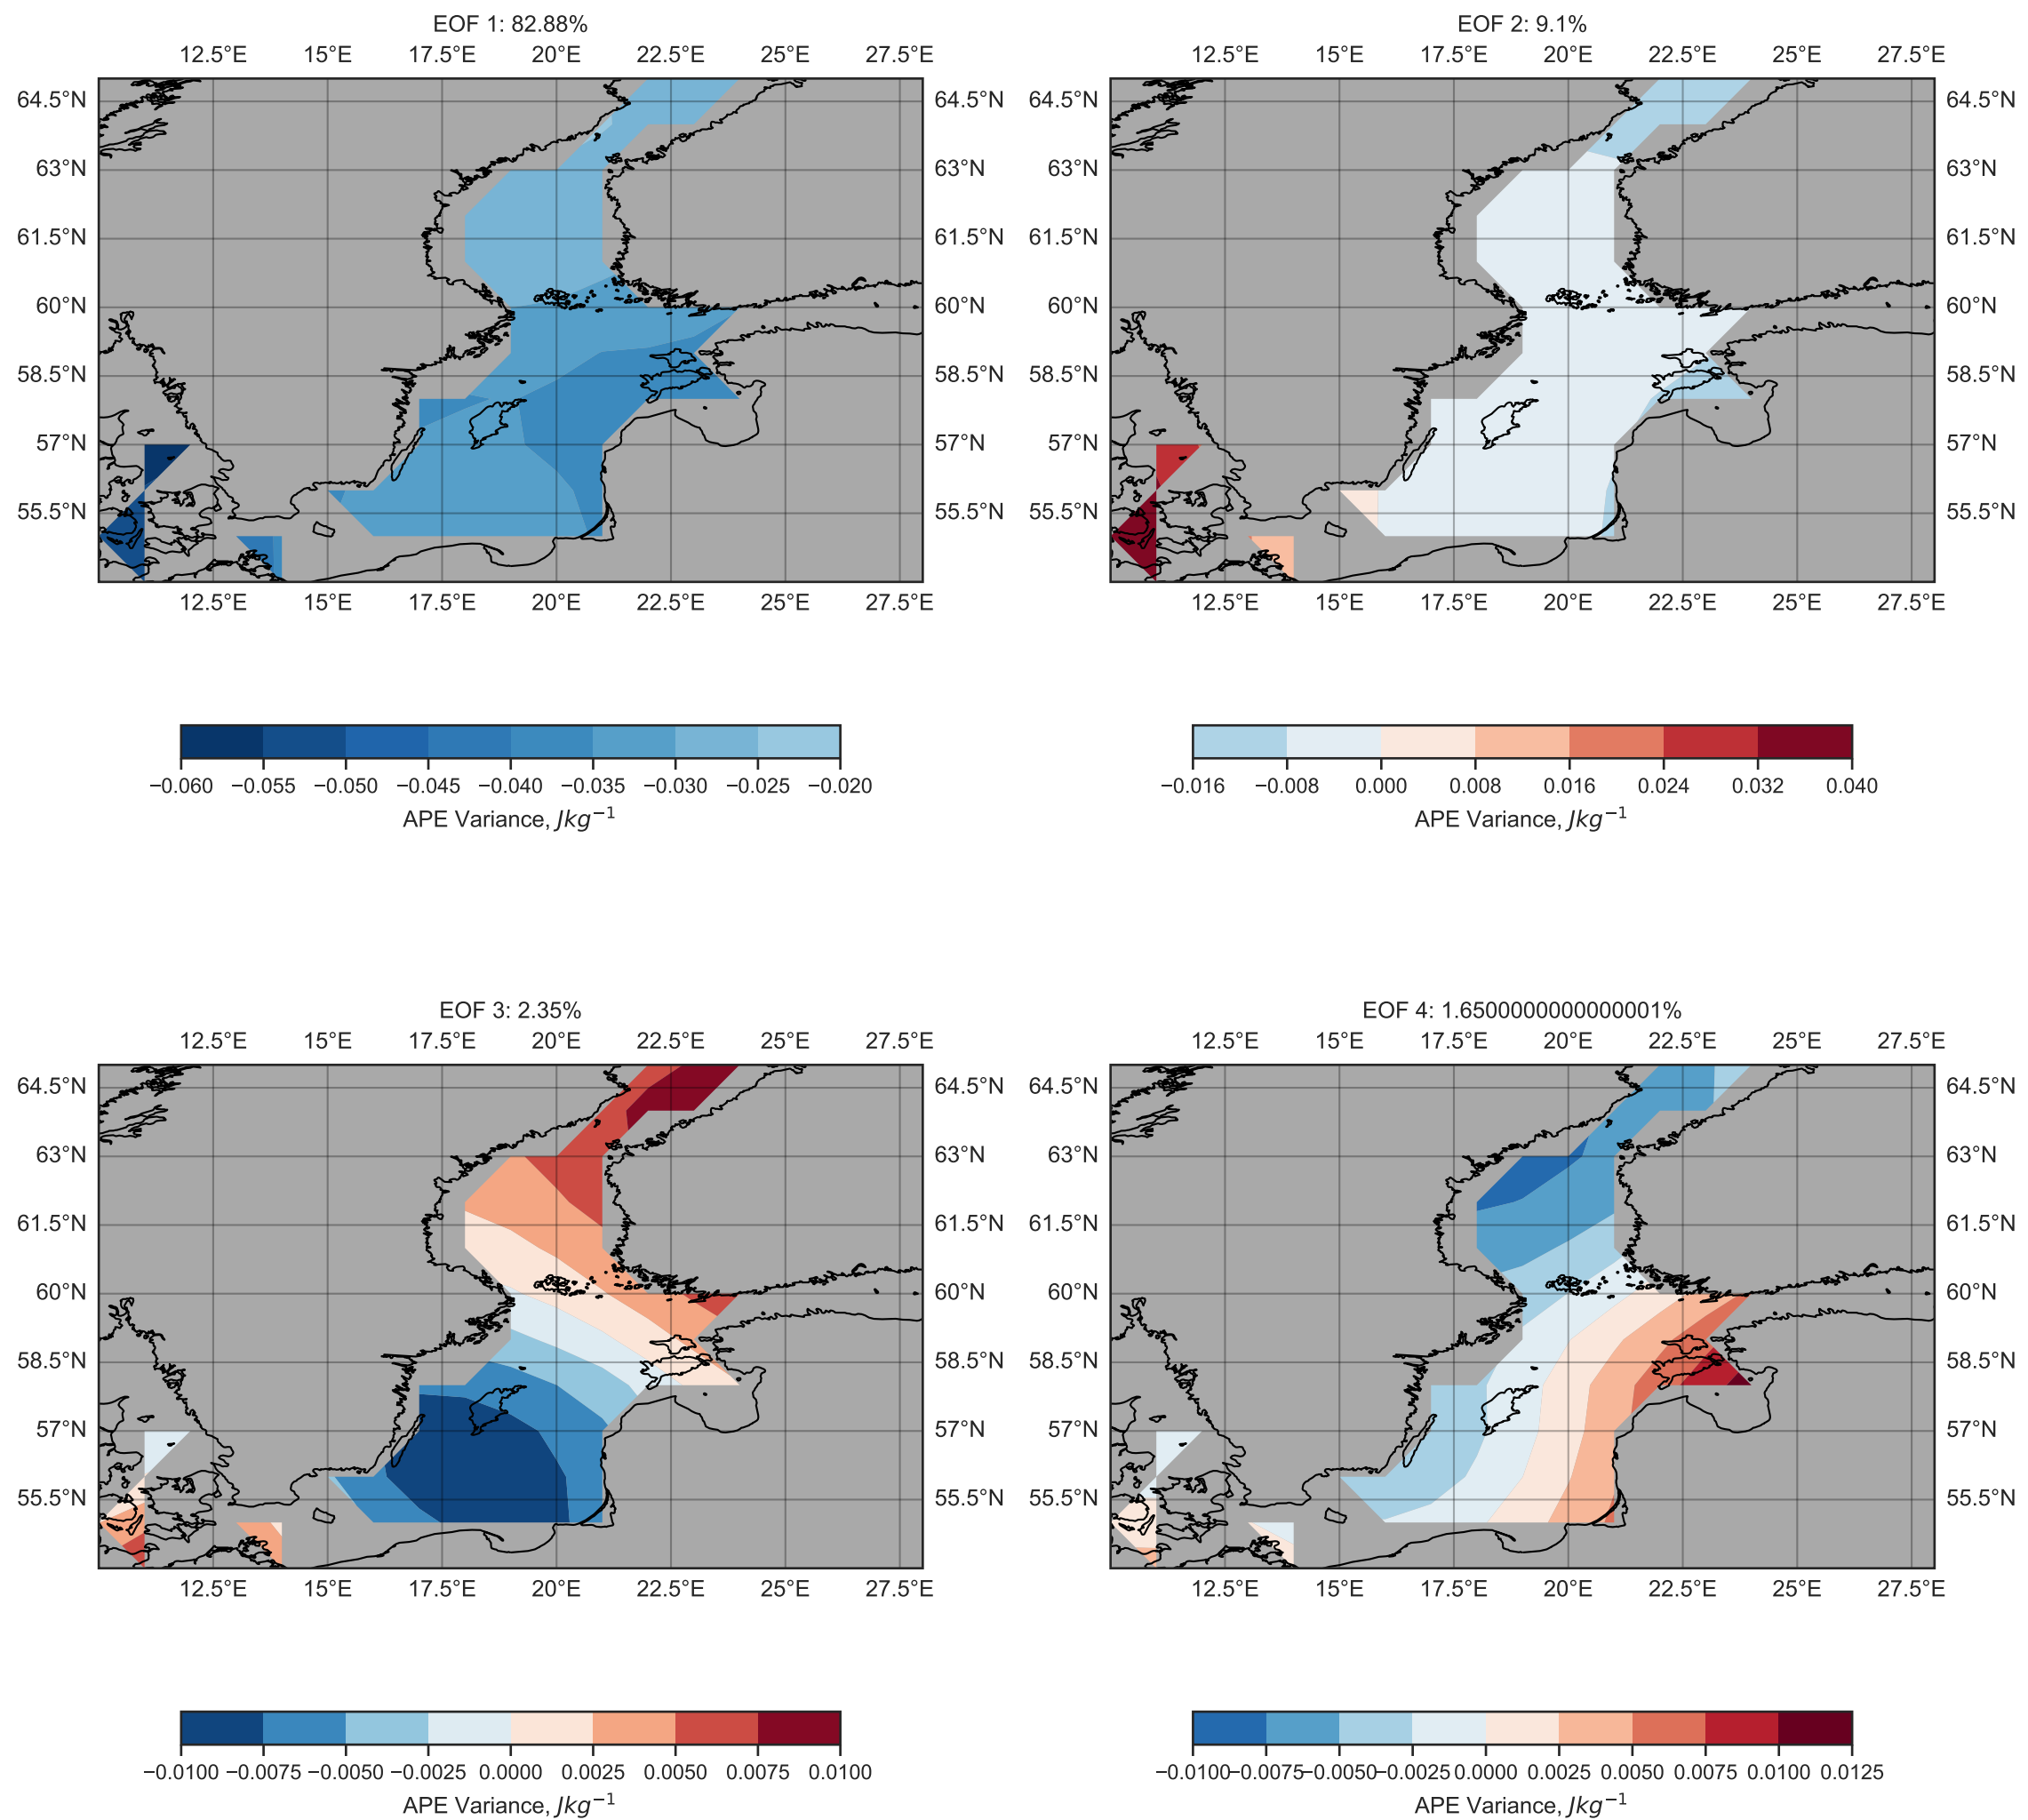 EOF 1: 82.88%
12.5°E 15°E 17.5°E 20°E 22.5°E 25°E 27.5°E
64.5°N 64.5°N
63°N 63°N
61.5°N 61.5°N
60°N 60°N
58.5°N 58.5°N
57°N 57°N
55.5°N 55.5°N
12.5°E 15°E 17.5°E 20°E 22.5°E 25°E 27.5°E
−0.060 −0.055 −0.050 −0.045 −0.040 −0.035 −0.030 −0.025 −0.020
APE Variance, Jkg⁻¹
EOF 2: 9.1%
12.5°E 15°E 17.5°E 20°E 22.5°E 25°E 27.5°E
64.5°N 64.5°N
63°N 63°N
61.5°N 61.5°N
60°N 60°N
58.5°N 58.5°N
57°N 57°N
55.5°N 55.5°N
12.5°E 15°E 17.5°E 20°E 22.5°E 25°E 27.5°E
−0.016 −0.008 0.000 0.008 0.016 0.024 0.032 0.040
APE Variance, Jkg⁻¹
EOF 3: 2.35%
12.5°E 15°E 17.5°E 20°E 22.5°E 25°E 27.5°E
64.5°N 64.5°N
63°N 63°N
61.5°N 61.5°N
60°N 60°N
58.5°N 58.5°N
57°N 57°N
55.5°N 55.5°N
12.5°E 15°E 17.5°E 20°E 22.5°E 25°E 27.5°E
−0.0100 −0.0075 −0.0050 −0.0025 0.0000 0.0025 0.0050 0.0075 0.0100
APE Variance, Jkg⁻¹
EOF 4: 1.6500000000000001%
12.5°E 15°E 17.5°E 20°E 22.5°E 25°E 27.5°E
64.5°N 64.5°N
63°N 63°N
61.5°N 61.5°N
60°N 60°N
58.5°N 58.5°N
57°N 57°N
55.5°N 55.5°N
12.5°E 15°E 17.5°E 20°E 22.5°E 25°E 27.5°E
−0.0100 −0.0075 −0.0050 −0.0025 0.0000 0.0025 0.0050 0.0075 0.0100 0.0125
APE Variance, Jkg⁻¹